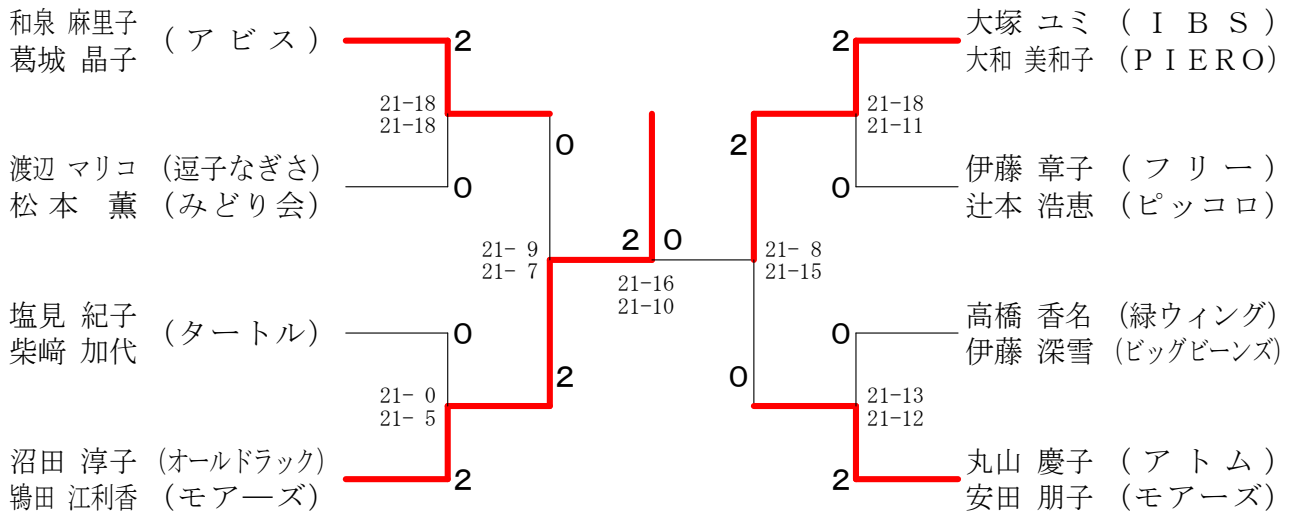 和泉 麻里子
葛城 晶子
(アビス)
2
21-18
21-18
渡辺 マリコ (逗子なぎさ)
松本 薫 (みどり会)
0
0
21- 9
21- 7
塩見 紀子
柴﨑 加代
(タートル)
0
2
21- 0
21- 5
沼田 淳子 (オールドラック)
鴇田 江利香 (モアーズ)
2
2 0
21-16
21-10
大塚 ユミ (IBS)
大和 美和子 (PIERO)
2
21-18
21-11
2
伊藤 章子 (フリー)
辻本 浩恵 (ピッコロ)
0
21- 8
21-15
高橋 香名 (緑ウィング)
伊藤 深雪 (ビッグビーンズ)
0
0
21-13
21-12
丸山 慶子 (アトム)
安田 朋子 (モアーズ)
2